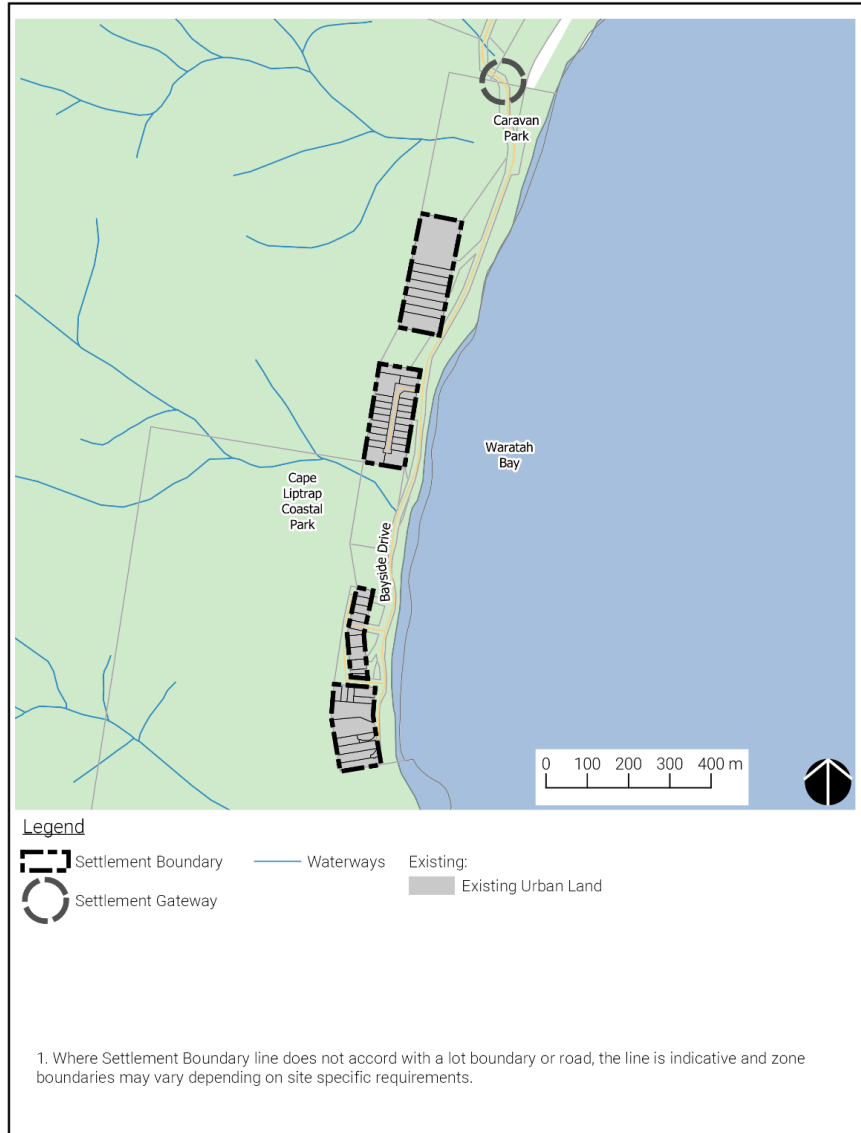 Caravan
Park
Waratah
Bay
Cape
Liptrap
Coastal
Park
Bayside Drive
0 100 200 300 400 m
Legend
Settlement Boundary
Waterways
Existing:
Existing Urban Land
Settlement Gateway
1. Where Settlement Boundary line does not accord with a lot boundary or road, the line is indicative and zone
boundaries may vary depending on site specific requirements.